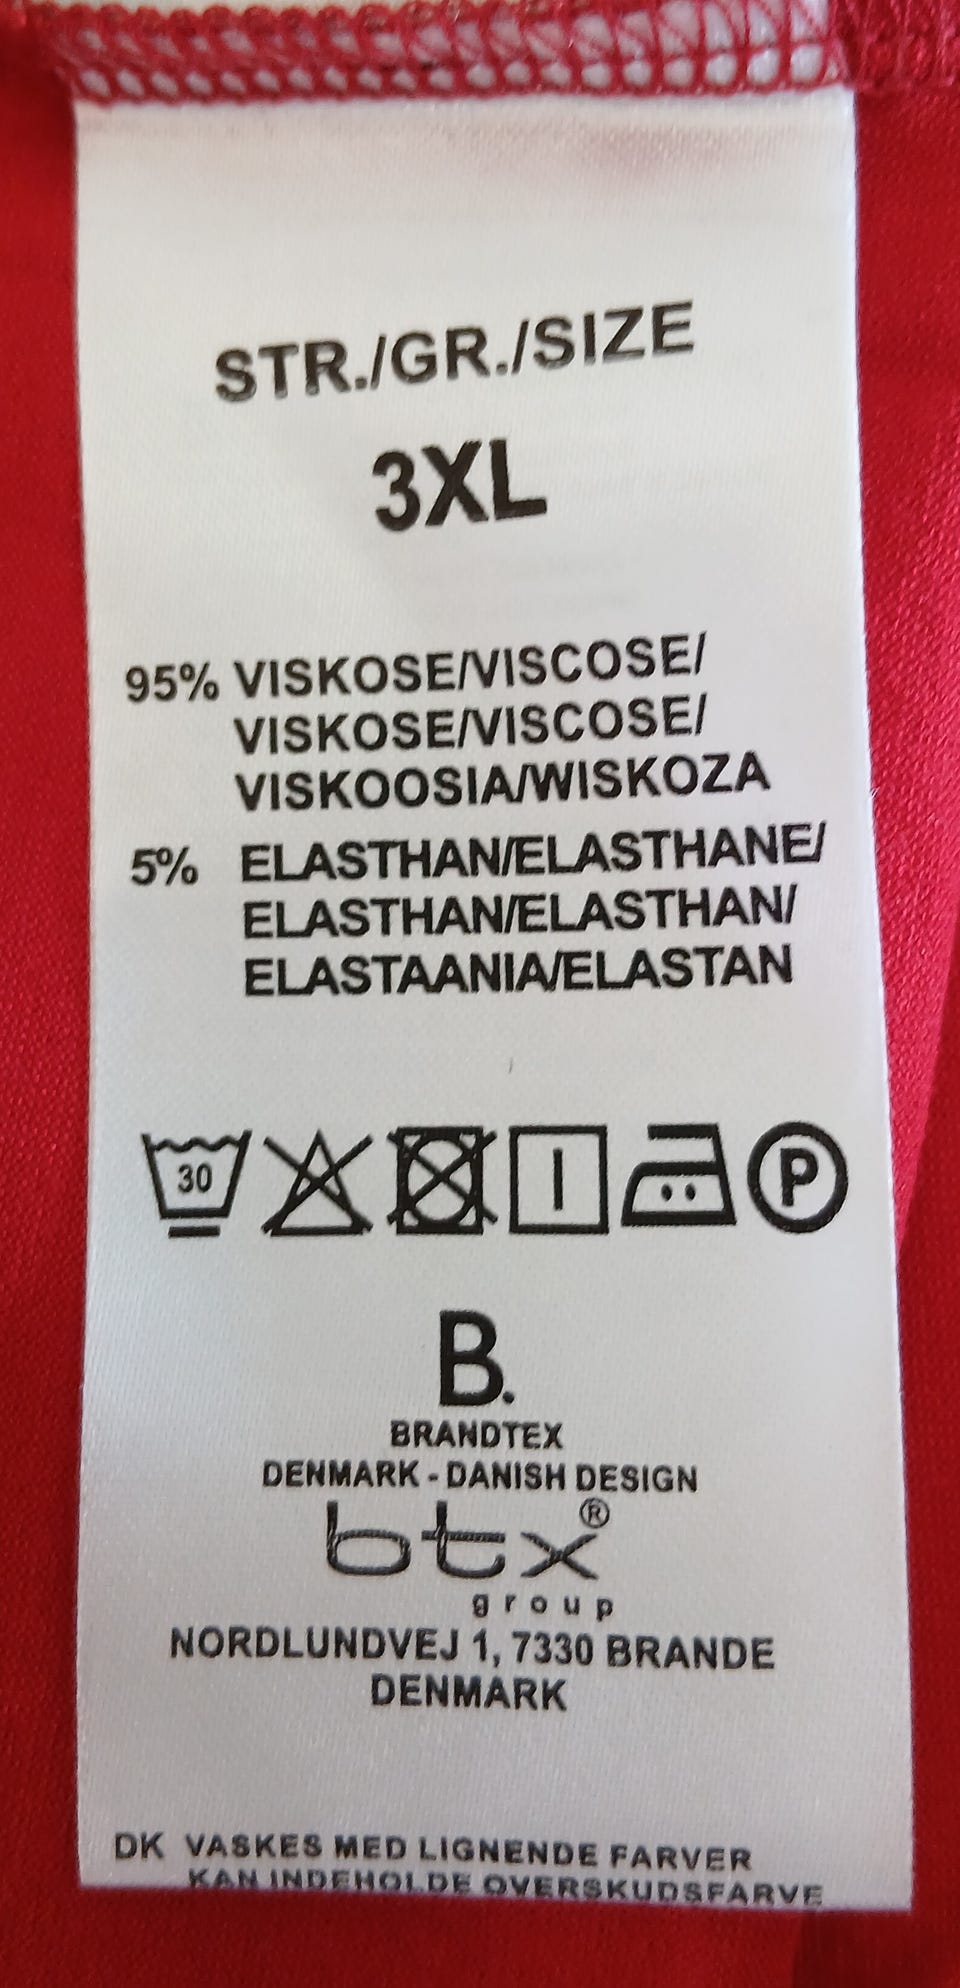 STR./GR./SIZE
3XL
95% VISKOSE/VISCOSE/
VISKOSE/VISCOSE/
VISKOOSIA/WISKOZA
5% ELASTHAN/ELASTHANE/
ELASTHAN/ELASTHAN/
ELASTAANIA/ELASTAN
30 P
B.
BRANDTEX
DENMARK - DANISH DESIGN
btx®
group
NORDLUNDVEJ 1, 7330 BRANDE
DENMARK
DK VASKES MED LIGNENDE FARVER
KAN INDEHOLDE OVERSKUDSFARVE